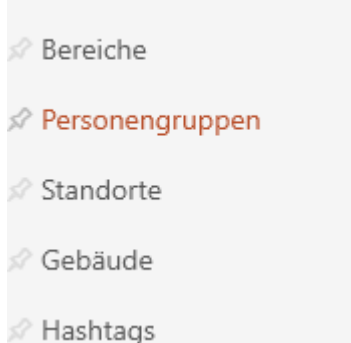 Bereiche
Personengruppen
Standorte
Gebäude
Hashtags